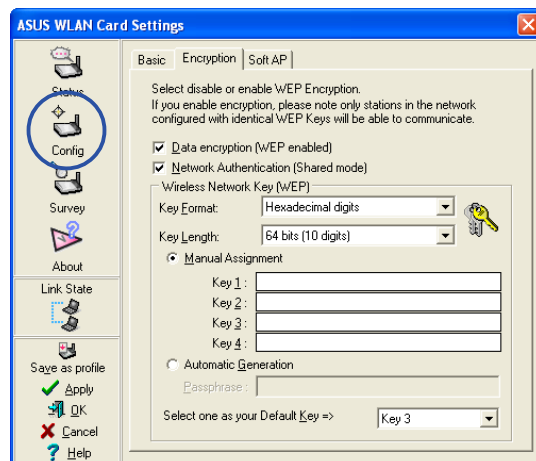 ASUS WLAN Card Settings
Status
Config
Survey
About
Link State
Save as profile
Apply
OK
Cancel
Help
Basic
Encryption
Soft AP
Select disable or enable WEP Encryption.
If you enable encryption, please note only stations in the network
configured with identical WEP Keys will be able to communicate.
Data encryption (WEP enabled)
Network Authentication (Shared mode)
Wireless Network Key (WEP)
Key Format: Hexadecimal digits
Key Length: 64 bits (10 digits)
Manual Assignment
Key 1 :
Key 2 :
Key 3 :
Key 4 :
Automatic Generation
Passphrase :
Select one as your Default Key => Key 3